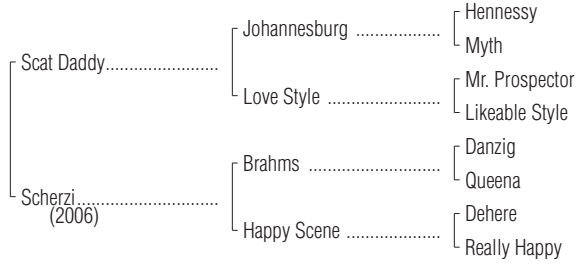 Hennessy
Johannesburg ..................
Myth
Scat Daddy........................
Mr. Prospector
Love Style ........................
Likeable Style
Danzig
Brahms ............................
Queena
Scherzi..............................
(2006)
Dehere
Happy Scene ....................
Really Happy